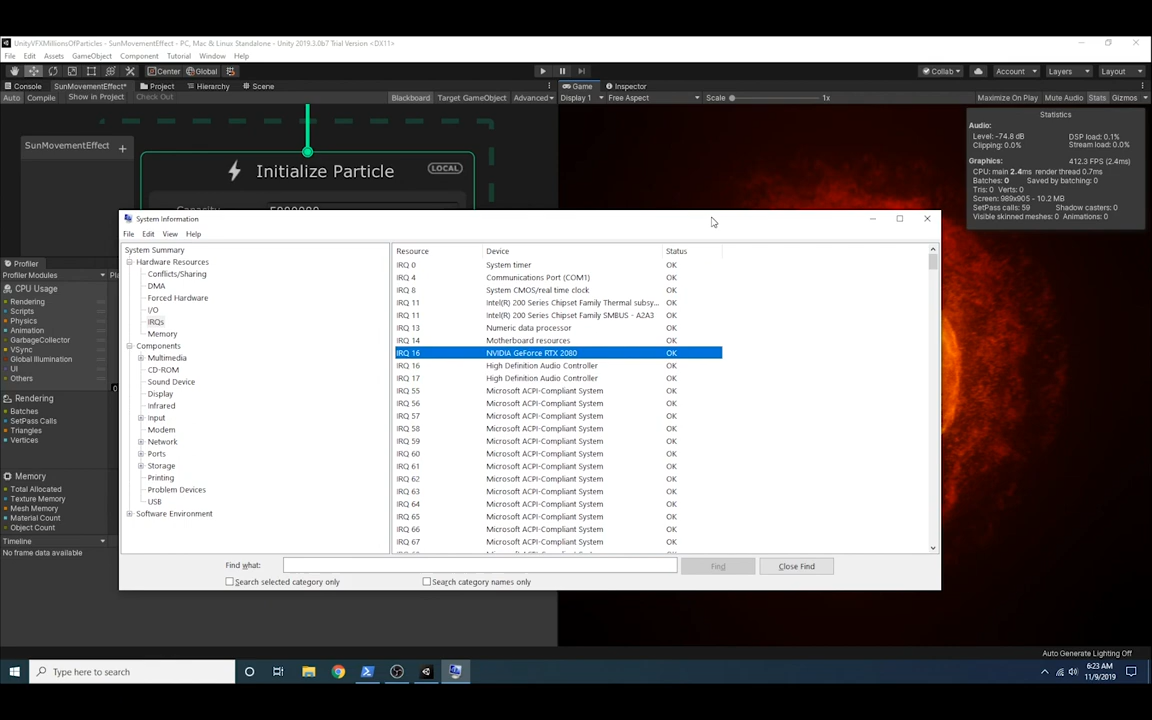 UnityVFXMillionsOfParticles - SunMovementEffect - PC, Mac & Linux Standalone - Unity 2019.3.0b7 Trial Version <DX11>
File Edit Assets GameObject Component Tutorial Window Help
Center Global Collab Account Layers Layout
Console SunMovementEffect* Project Hierarchy Scene Game Inspector
Auto Compile Show in Project Check Out Blackboard Target GameObject Advanced Display 1 Free Aspect Scale 1x Maximize On Play Mute Audio Stats Gizmos
SunMovementEffect +
Initialize Particle LOCAL
Statistics
Audio:
Level: -74.8 dB DSP load: 0.1%
Clipping: 0.0% Stream load: 0.0%
Graphics: 412.3 FPS (2.4ms)
CPU: main 2.4ms render thread 0.7ms
Batches: 0 Saved by batching: 0
Tris: 0 Verts: 0
Screen: 989x905 - 10.2 MB
SetPass calls: 59 Shadow casters: 0
Visible skinned meshes: 0 Animations: 0
Profiler
Profiler Modules
CPU Usage
Rendering
Scripts
Physics
Animation
GarbageCollector
VSync
Global Illumination
UI
Others
Rendering
Batches
SetPass Calls
Triangles
Vertices
Memory
Total Allocated
Texture Memory
Mesh Memory
Material Count
Object Count
Timeline
No frame data available
System Information
File Edit View Help
System Summary
Hardware Resources
Conflicts/Sharing
DMA
Forced Hardware
I/O
IRQs
Memory
Components
Multimedia
CD-ROM
Sound Device
Display
Infrared
Input
Modem
Network
Ports
Storage
Printing
Problem Devices
USB
Software Environment
Resource Device Status
IRQ 0 System timer OK
IRQ 4 Communications Port (COM1) OK
IRQ 8 System CMOS/real time clock OK
IRQ 11 Intel(R) 200 Series Chipset Family Thermal subsy... OK
IRQ 11 Intel(R) 200 Series Chipset Family SMBUS - A2A3 OK
IRQ 13 Numeric data processor OK
IRQ 14 Motherboard resources OK
IRQ 16 NVIDIA GeForce RTX 2080 OK
IRQ 16 High Definition Audio Controller OK
IRQ 17 High Definition Audio Controller OK
IRQ 55 Microsoft ACPI-Compliant System OK
IRQ 56 Microsoft ACPI-Compliant System OK
IRQ 57 Microsoft ACPI-Compliant System OK
IRQ 58 Microsoft ACPI-Compliant System OK
IRQ 59 Microsoft ACPI-Compliant System OK
IRQ 60 Microsoft ACPI-Compliant System OK
IRQ 61 Microsoft ACPI-Compliant System OK
IRQ 62 Microsoft ACPI-Compliant System OK
IRQ 63 Microsoft ACPI-Compliant System OK
IRQ 64 Microsoft ACPI-Compliant System OK
IRQ 65 Microsoft ACPI-Compliant System OK
IRQ 66 Microsoft ACPI-Compliant System OK
IRQ 67 Microsoft ACPI-Compliant System OK
Find what: Find Close Find
Search selected category only Search category names only
Auto Generate Lighting Off
Type here to search
6:23 AM
11/9/2019